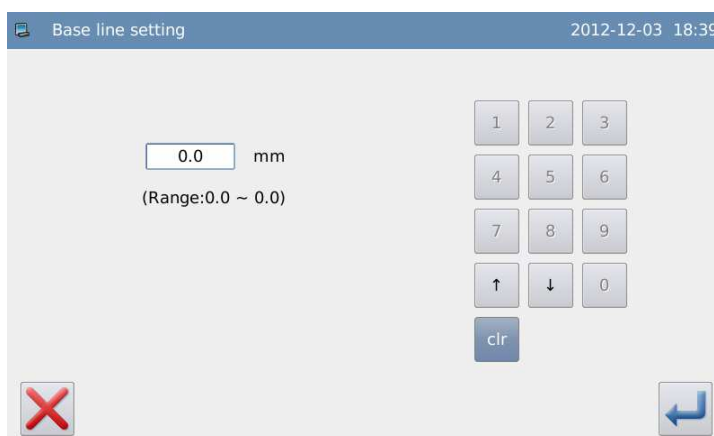 Base line setting 2012-12-03 18:39
0.0 mm
(Range:0.0 ~ 0.0)
1 2 3
4 5 6
7 8 9
↑ ↓ 0
clr